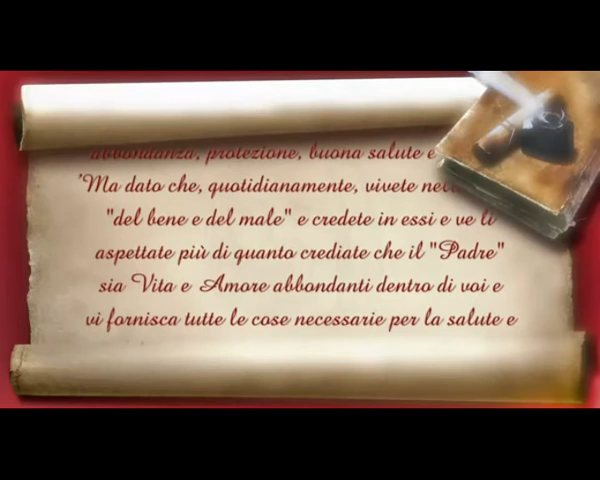 abbondanza, protezione, buona salute e
'Ma dato che, quotidianamente, vivete
"del bene e del male" e credete in essi e ve li
aspettate più di quanto crediate che il "Padre"
sia Vita e Amore abbondanti dentro di voi e
vi fornisca tutte le cose necessarie per la salute e